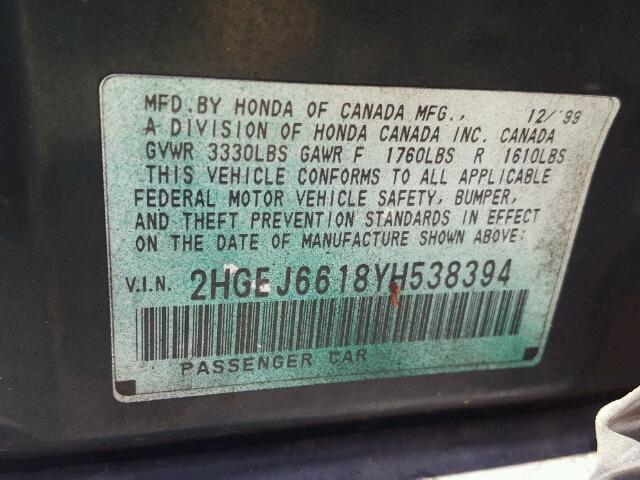 MFD.BY HONDA OF CANADA MFG., 12/'99
A DIVISION OF HONDA CANADA INC. CANADA
GVWR 3330LBS GAWR F 1760LBS R 1610LBS
THIS VEHICLE CONFORMS TO ALL APPLICABLE
FEDERAL MOTOR VEHICLE SAFETY, BUMPER,
AND THEFT PREVENTION STANDARDS IN EFFECT
ON THE DATE OF MANUFACTURE SHOWN ABOVE:
V.I.N. 2HGEJ6618YH538394
PASSENGER CAR